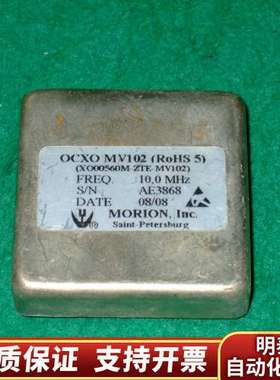 OCXO MV102 (RoHS 5)
(XO00560M-ZTE-MV102)
FREQ. 10,0 MHz
S/N AE3868
DATE 08/08
MORION, Inc.
Saint-Petersburg
质保证 支持开票
明泰
自动化